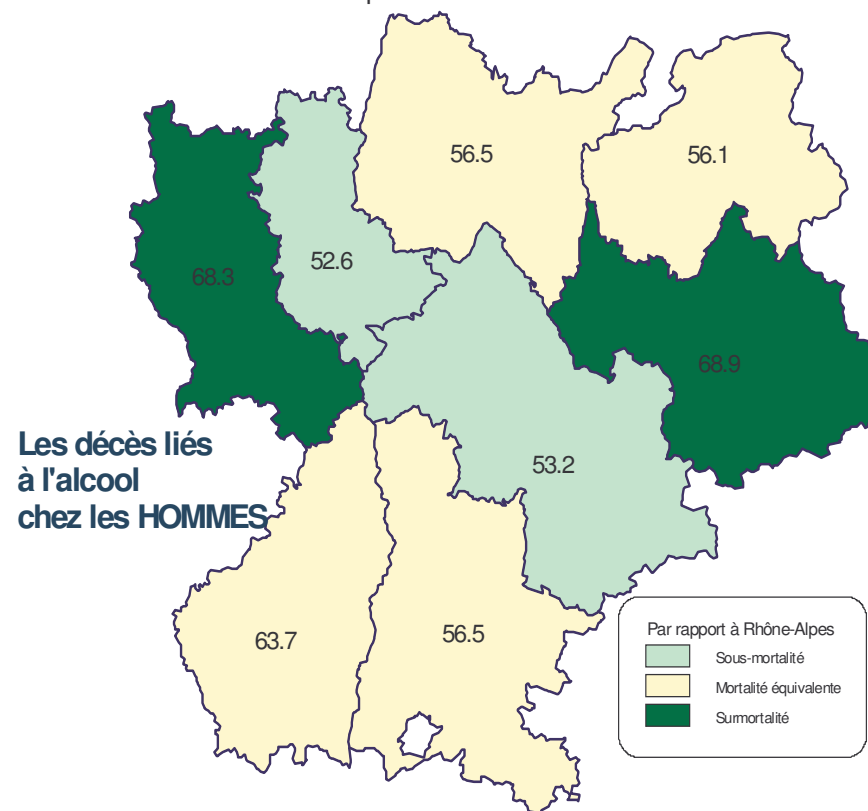 56.5
56.1
52.6
68.3
68.9
Les décès liés
à l'alcool
chez les HOMMES
53.2
63.7
56.5
Par rapport à Rhône-Alpes
Sous-mortalité
Mortalité équivalente
Surmortalité